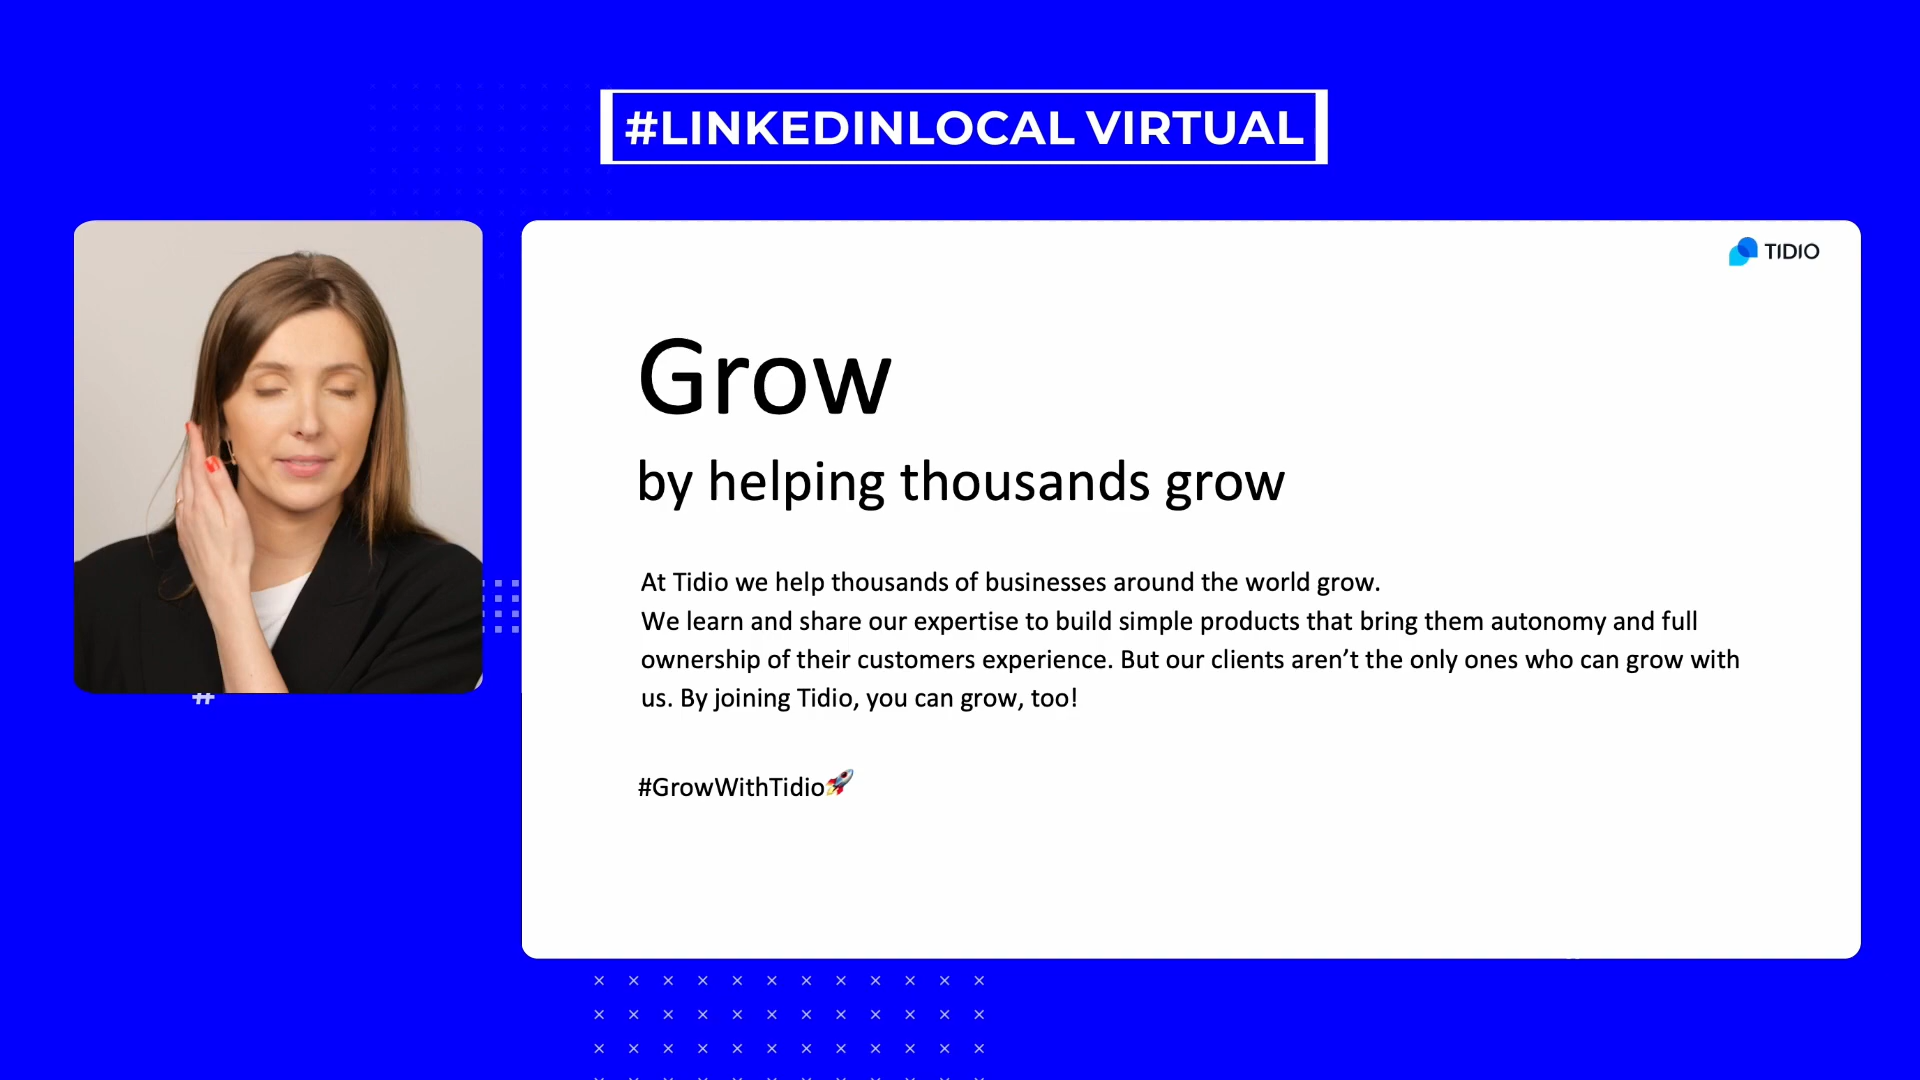 #LINKEDINLOCAL VIRTUAL
TIDIO
Grow
by helping thousands grow
At Tidio we help thousands of businesses around the world grow.
We learn and share our expertise to build simple products that bring them autonomy and full
ownership of their customers experience. But our clients aren’t the only ones who can grow with
us. By joining Tidio, you can grow, too!
#GrowWithTidio🚀
#